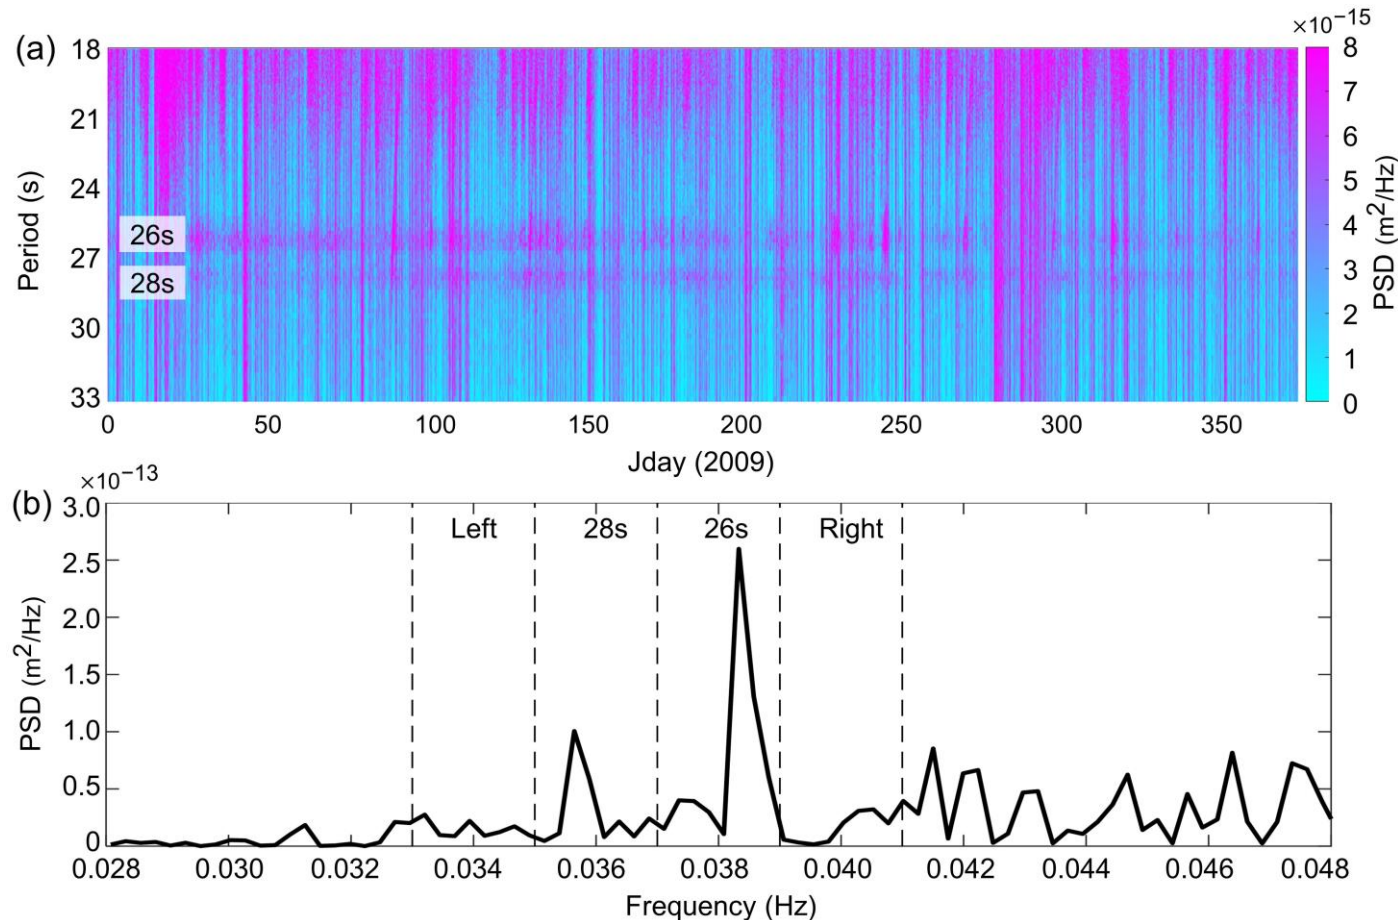 (a)
×10−15
18
21
24
27
30
33
Period (s)
26s
28s
0 50 100 150 200 250 300 350
Jday (2009)
8
7
6
5
4
3
2
1
0
PSD (m2/Hz)
(b)
×10−13
3.0
2.5
2.0
1.5
1.0
0.5
0
PSD (m2/Hz)
Left 28s 26s Right
0.028 0.030 0.032 0.034 0.036 0.038 0.040 0.042 0.044 0.046 0.048
Frequency (Hz)